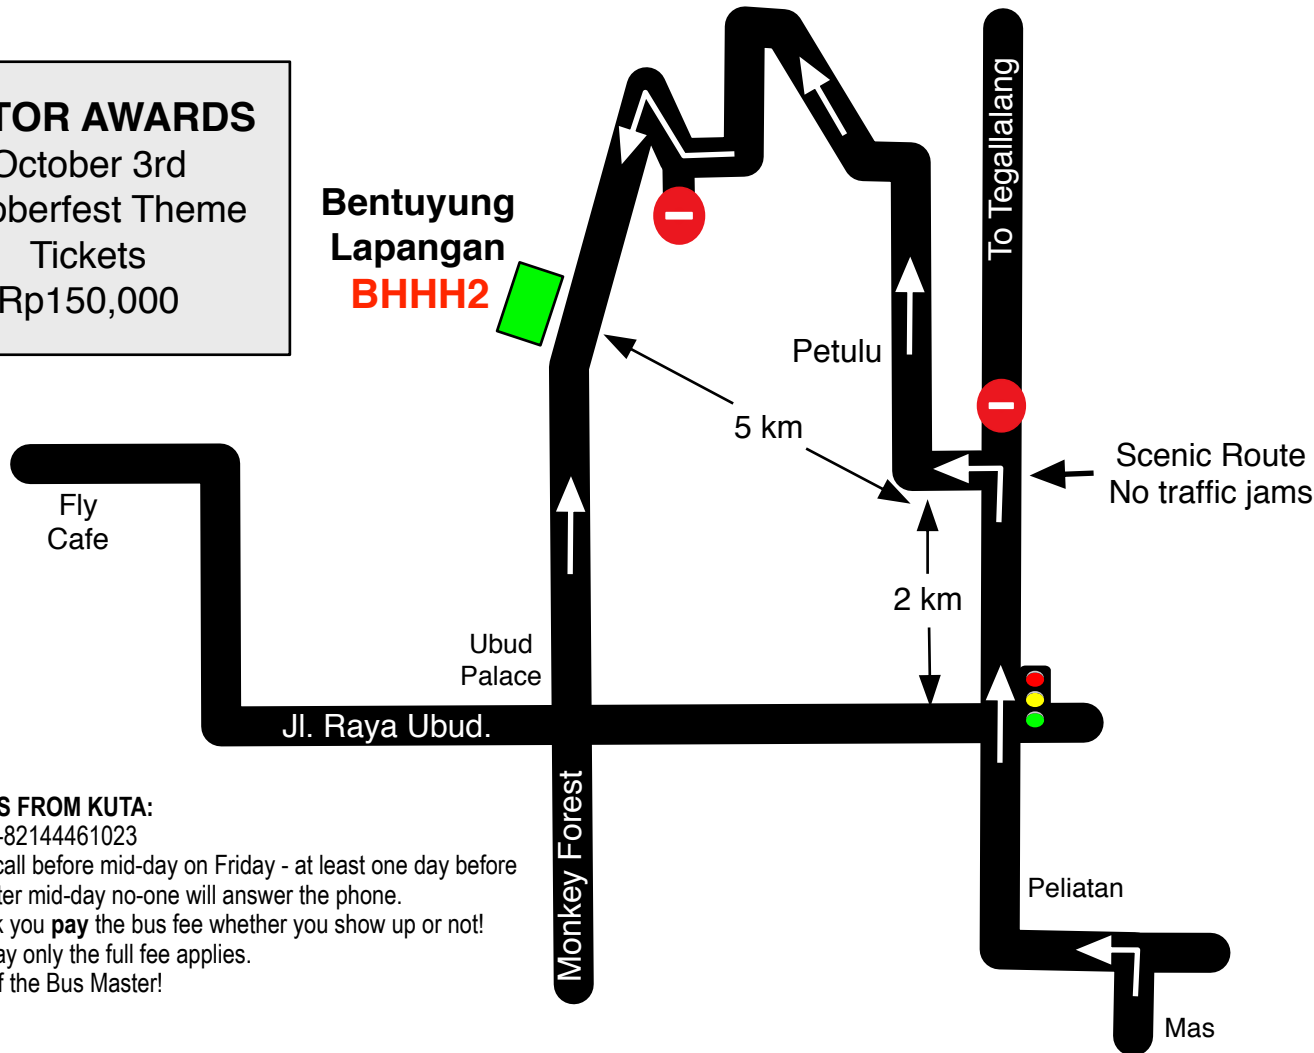 TOR AWARDS
October 3rd
oberfest Theme
Tickets
Rp150,000
Bentuyung
Lapangan
BHHH2
To Tegallalang
Petulu
5 km
Scenic Route
No traffic jams
Fly
Cafe
2 km
Ubud
Palace
Jl. Raya Ubud.
Monkey Forest
S FROM KUTA:
-82144461023
call before mid-day on Friday - at least one day before
ter mid-day no-one will answer the phone.
k you pay the bus fee whether you show up or not!
ay only the full fee applies.
f the Bus Master!
Peliatan
Mas